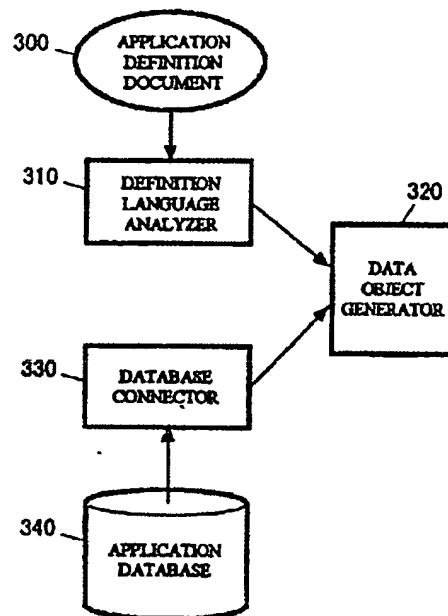 300
APPLICATION
DEFINITION
DOCUMENT
310
DEFINITION
LANGUAGE
ANALYZER
320
DATA
OBJECT
GENERATOR
330
DATABASE
CONNECTOR
340
APPLICATION
DATABASE